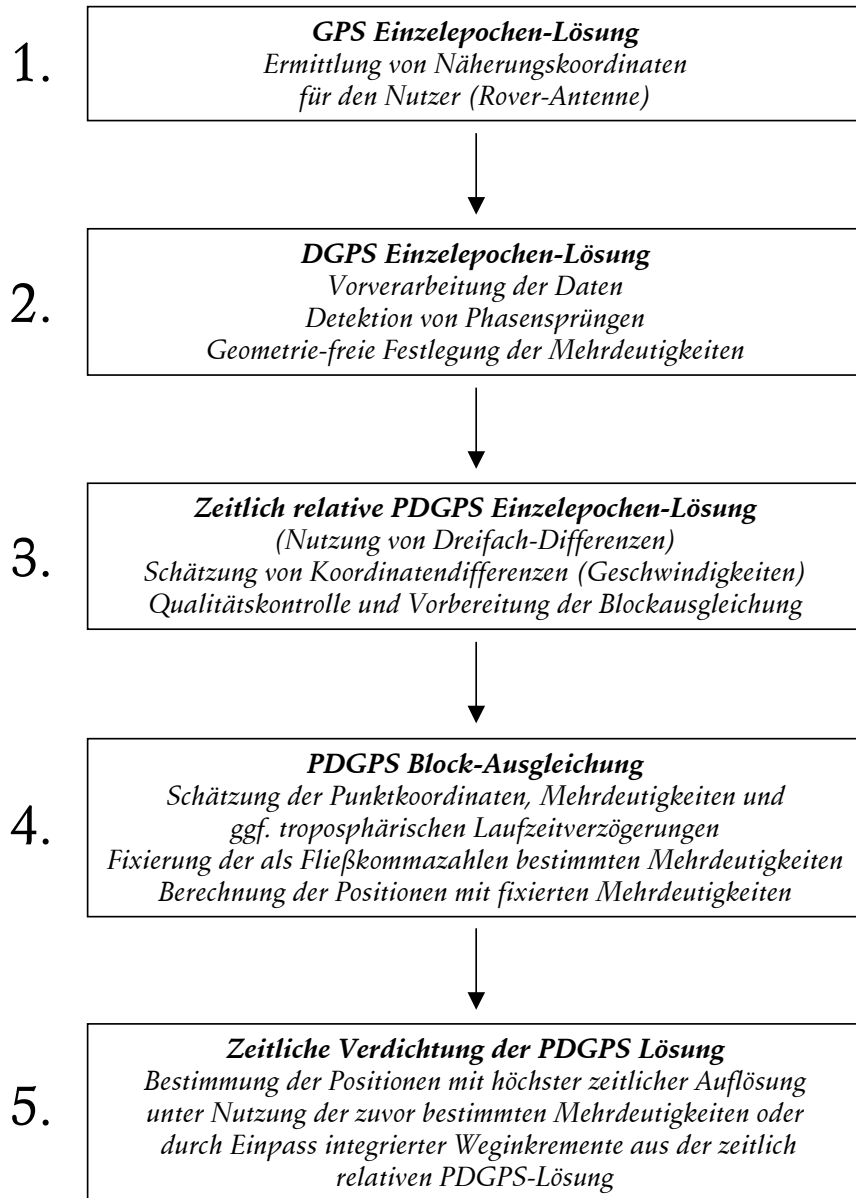 1.
GPS Einzelepochen-Lösung
Ermittlung von Näherungskoordinaten
für den Nutzer (Rover-Antenne)
2.
DGPS Einzelepochen-Lösung
Vorverarbeitung der Daten
Detektion von Phasensprüngen
Geometrie-freie Festlegung der Mehrdeutigkeiten
3.
Zeitlich relative PDGPS Einzelepochen-Lösung
(Nutzung von Dreifach-Differenzen)
Schätzung von Koordinatendifferenzen (Geschwindigkeiten)
Qualitätskontrolle und Vorbereitung der Blockausgleichung
4.
PDGPS Block-Ausgleichung
Schätzung der Punktkoordinaten, Mehrdeutigkeiten und
ggf. troposphärischen Laufzeitverzögerungen
Fixierung der als Fließkommazahlen bestimmten Mehrdeutigkeiten
Berechnung der Positionen mit fixierten Mehrdeutigkeiten
5.
Zeitliche Verdichtung der PDGPS Lösung
Bestimmung der Positionen mit höchster zeitlicher Auflösung
unter Nutzung der zuvor bestimmten Mehrdeutigkeiten oder
durch Einpass integrierter Weginkremente aus der zeitlich
relativen PDGPS-Lösung